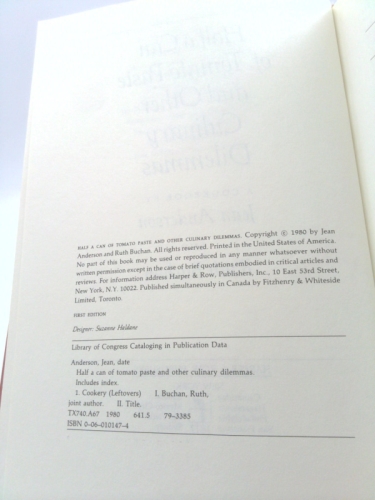 HALF A CAN OF TOMATO PASTE AND OTHER CULINARY DILEMMAS. Copyright © 1980 by Jean
Anderson and Ruth Buchan. All rights reserved. Printed in the United States of America.
No part of this book may be used or reproduced in any manner whatsoever without
written permission except in the case of brief quotations embodied in critical articles and
reviews. For information address Harper & Row, Publishers, Inc., 10 East 53rd Street,
New York, N.Y. 10022. Published simultaneously in Canada by Fitzhenry & Whiteside
Limited, Toronto.
FIRST EDITION
Designer: Suzanne Haldane
Library of Congress Cataloging in Publication Data
Anderson, Jean, date
Half a can of tomato paste and other culinary dilemmas.
Includes index.
1. Cookery (Leftovers) I. Buchan, Ruth,
joint author. II. Title.
TX740.A67 1980 641.5 79-3385
ISBN 0-06-010147-4